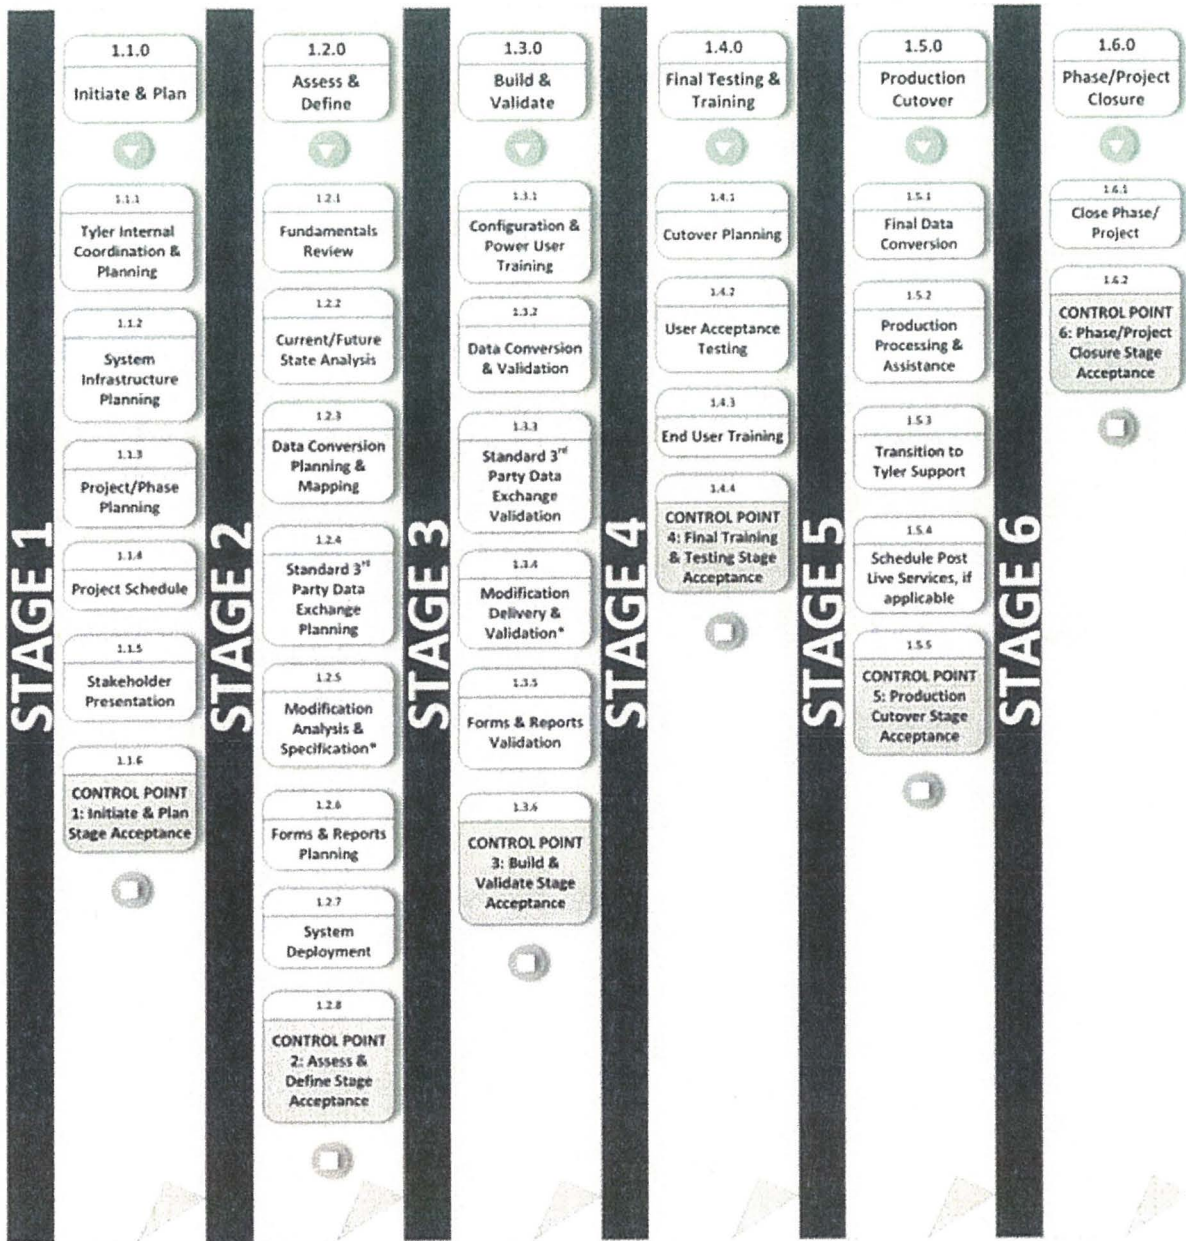 STAGE 1
1.1.0
Initiate & Plan
1.1.1
Tyler Internal
Coordination &
Planning
1.1.2
System
Infrastructure
Planning
1.1.3
Project/Phase
Planning
1.1.4
Project Schedule
1.1.5
Stakeholder
Presentation
1.1.6
CONTROL POINT
1: Initiate & Plan
Stage Acceptance
STAGE 2
1.2.0
Assess &
Define
1.2.1
Fundamentals
Review
1.2.2
Current/Future
State Analysis
1.2.3
Data Conversion
Planning &
Mapping
1.2.4
Standard 3rd
Party Data
Exchange
Planning
1.2.5
Modification
Analysis &
Specification*
1.2.6
Forms & Reports
Planning
1.2.7
System
Deployment
1.2.8
CONTROL POINT
2: Assess &
Define Stage
Acceptance
STAGE 3
1.3.0
Build &
Validate
1.3.1
Configuration &
Power User
Training
1.3.2
Data Conversion
& Validation
1.3.3
Standard 3rd
Party Data
Exchange
Validation
1.3.4
Modification
Delivery &
Validation*
1.3.5
Forms & Reports
Validation
1.3.6
CONTROL POINT
3: Build &
Validate Stage
Acceptance
STAGE 4
1.4.0
Final Testing &
Training
1.4.1
Cutover Planning
1.4.2
User Acceptance
Testing
1.4.3
End User Training
1.4.4
CONTROL POINT
4: Final Training
& Testing Stage
Acceptance
STAGE 5
1.5.0
Production
Cutover
1.5.1
Final Data
Conversion
1.5.2
Production
Processing &
Assistance
1.5.3
Transition to
Tyler Support
1.5.4
Schedule Post
Live Services, if
applicable
1.5.5
CONTROL POINT
5: Production
Cutover Stage
Acceptance
STAGE 6
1.6.0
Phase/Project
Closure
1.6.1
Close Phase/
Project
1.6.2
CONTROL POINT
6: Phase/Project
Closure Stage
Acceptance